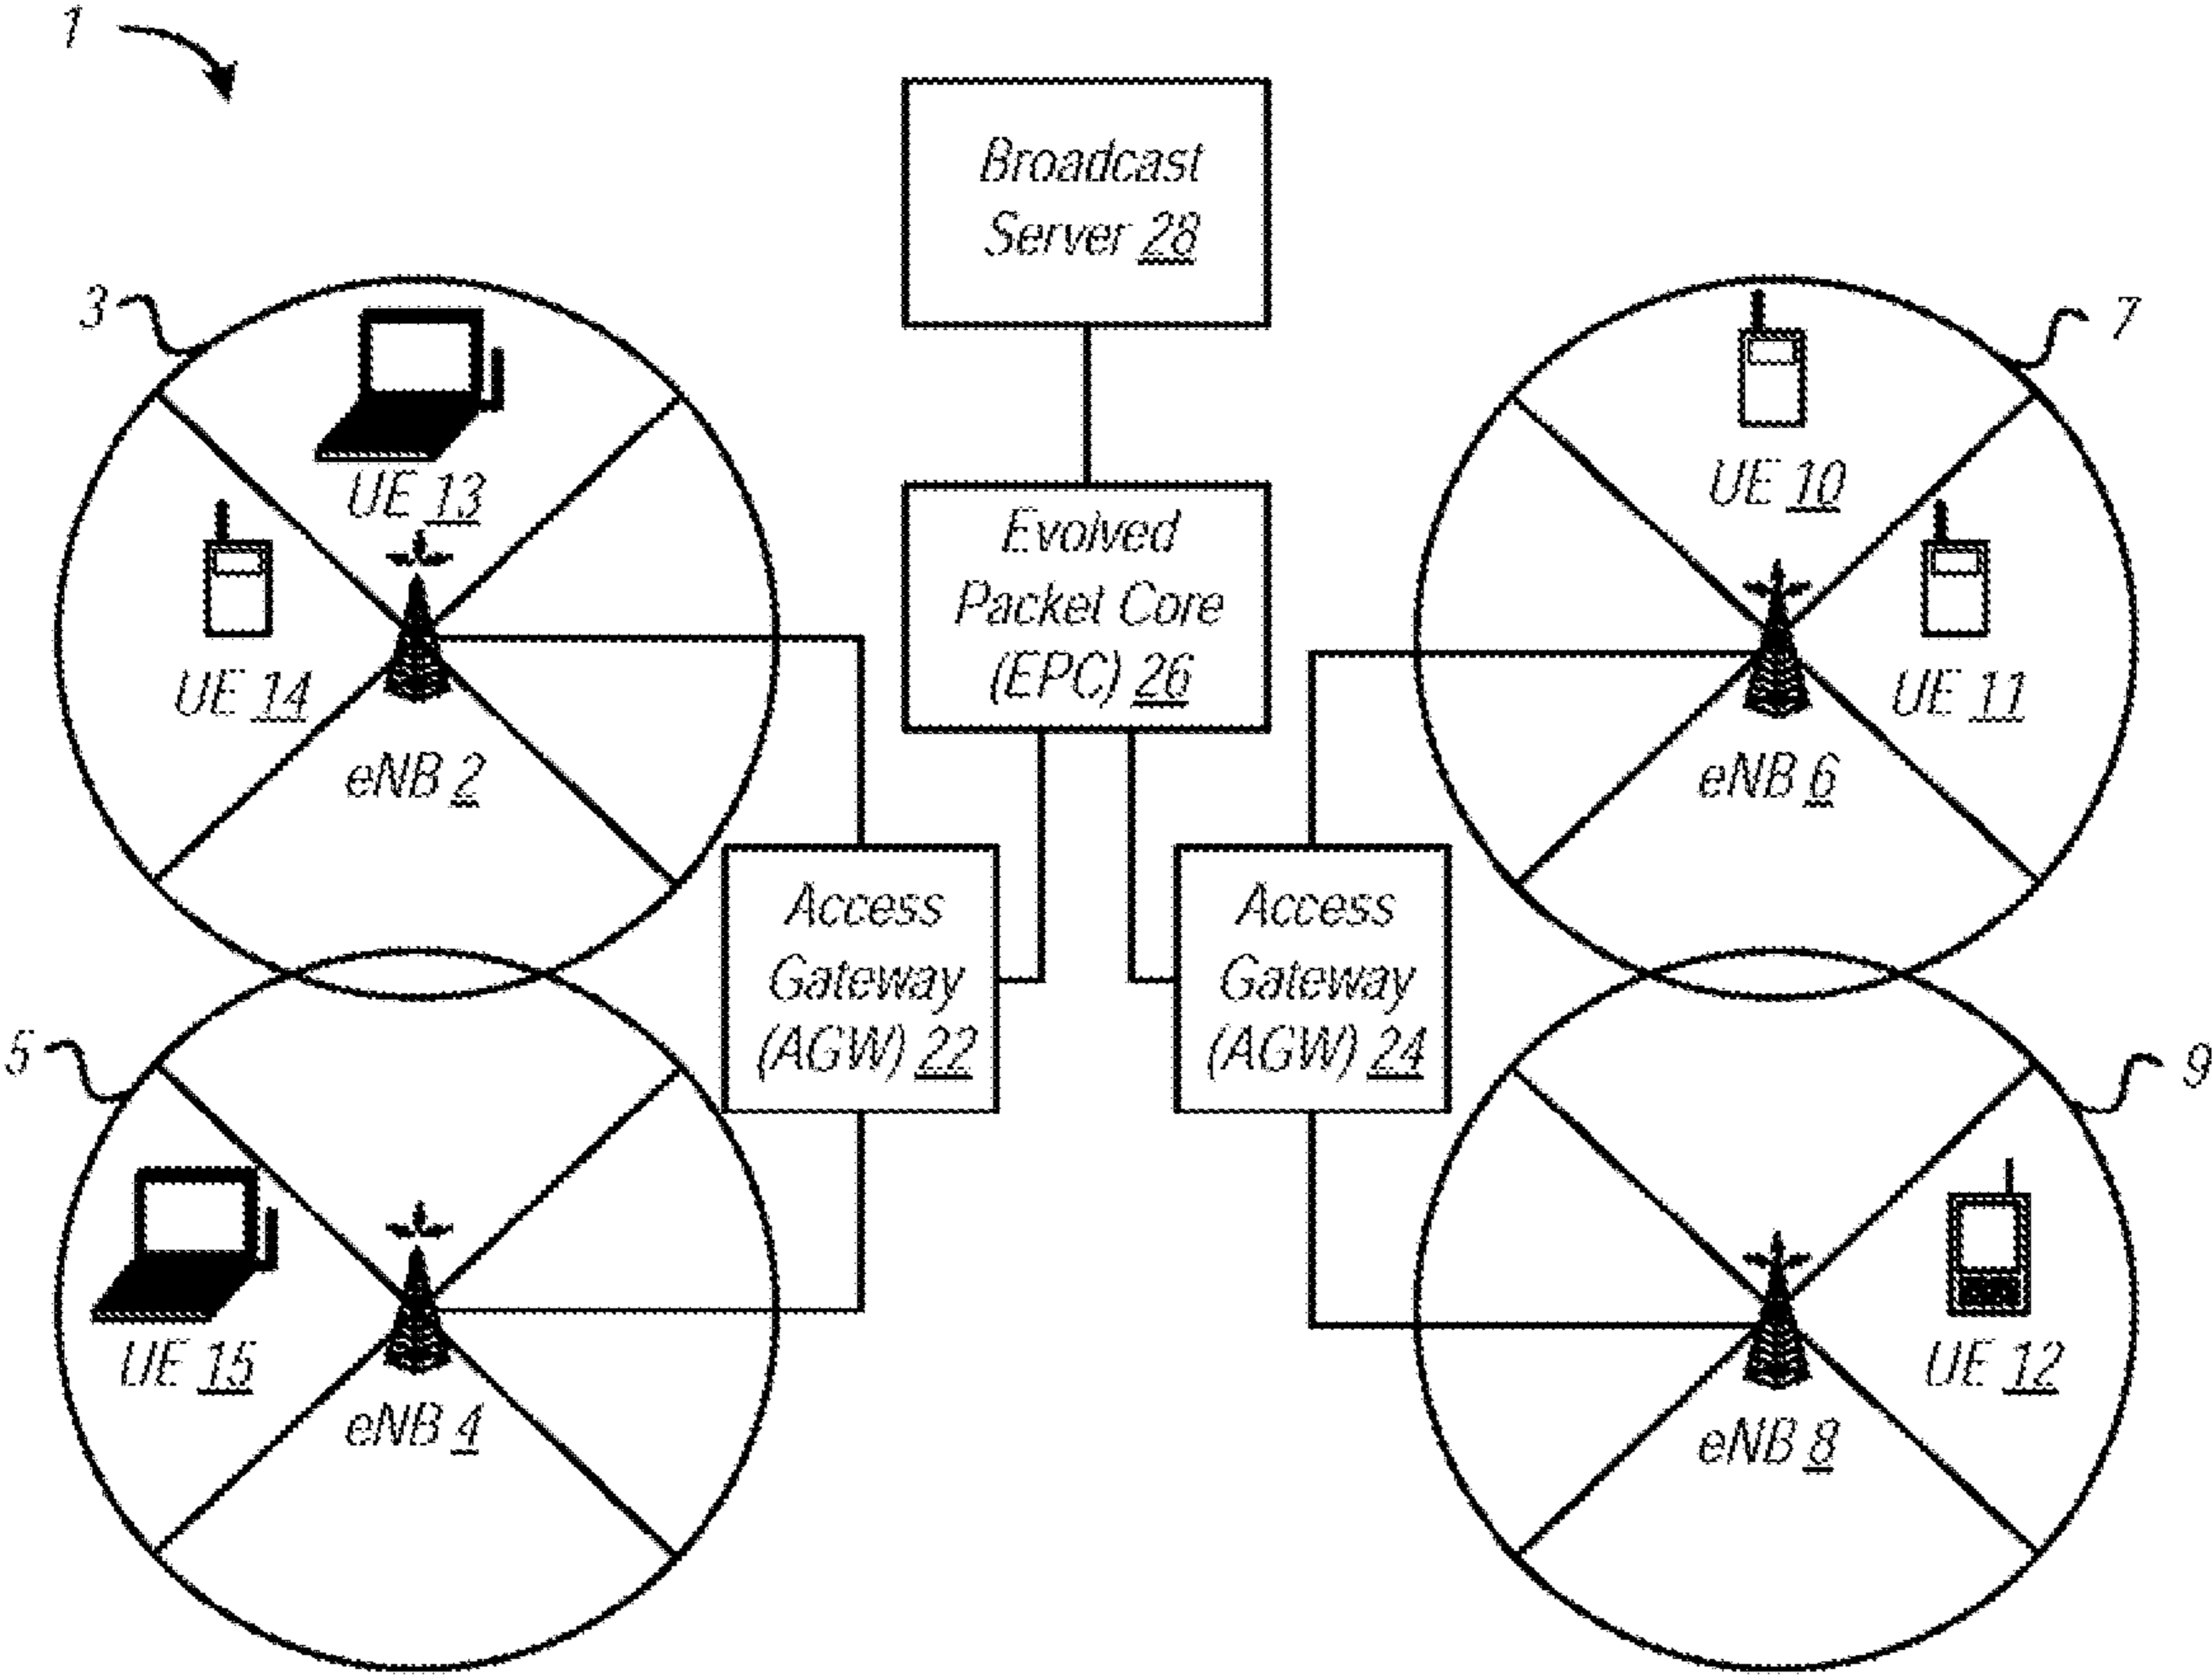 1
Broadcast
Server 28
3
7
UE 13
UE 10
Evolved
Packet Core
(EPC) 26
UE 14
UE 11
eNB 2
eNB 6
Access
Gateway
(AGW) 22
Access
Gateway
(AGW) 24
5
9
UE 15
UE 12
eNB 4
eNB 8